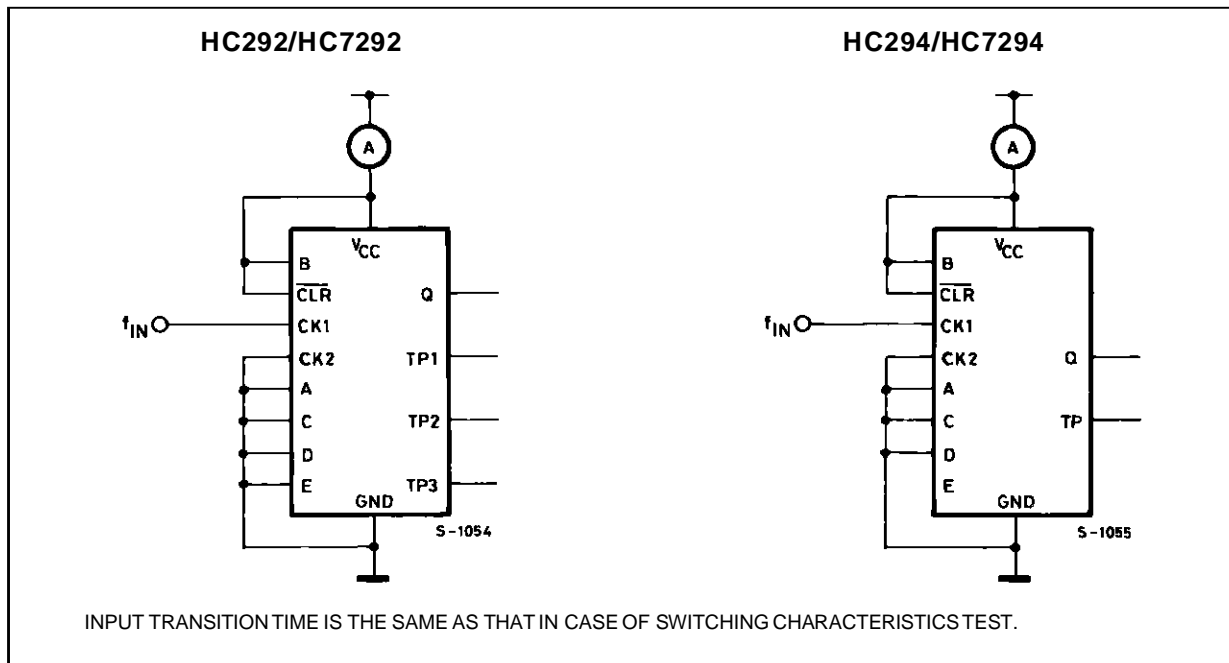 HC292/HC7292
A
VCC
B
CLR
Q
fIN
CK1
CK2
TP1
A
C
TP2
D
E
TP3
GND
S-1054
HC294/HC7294
A
VCC
B
CLR
fIN
CK1
CK2
Q
A
C
TP
D
E
GND
S-1055
INPUT TRANSITION TIME IS THE SAME AS THAT IN CASE OF SWITCHING CHARACTERISTICS TEST.